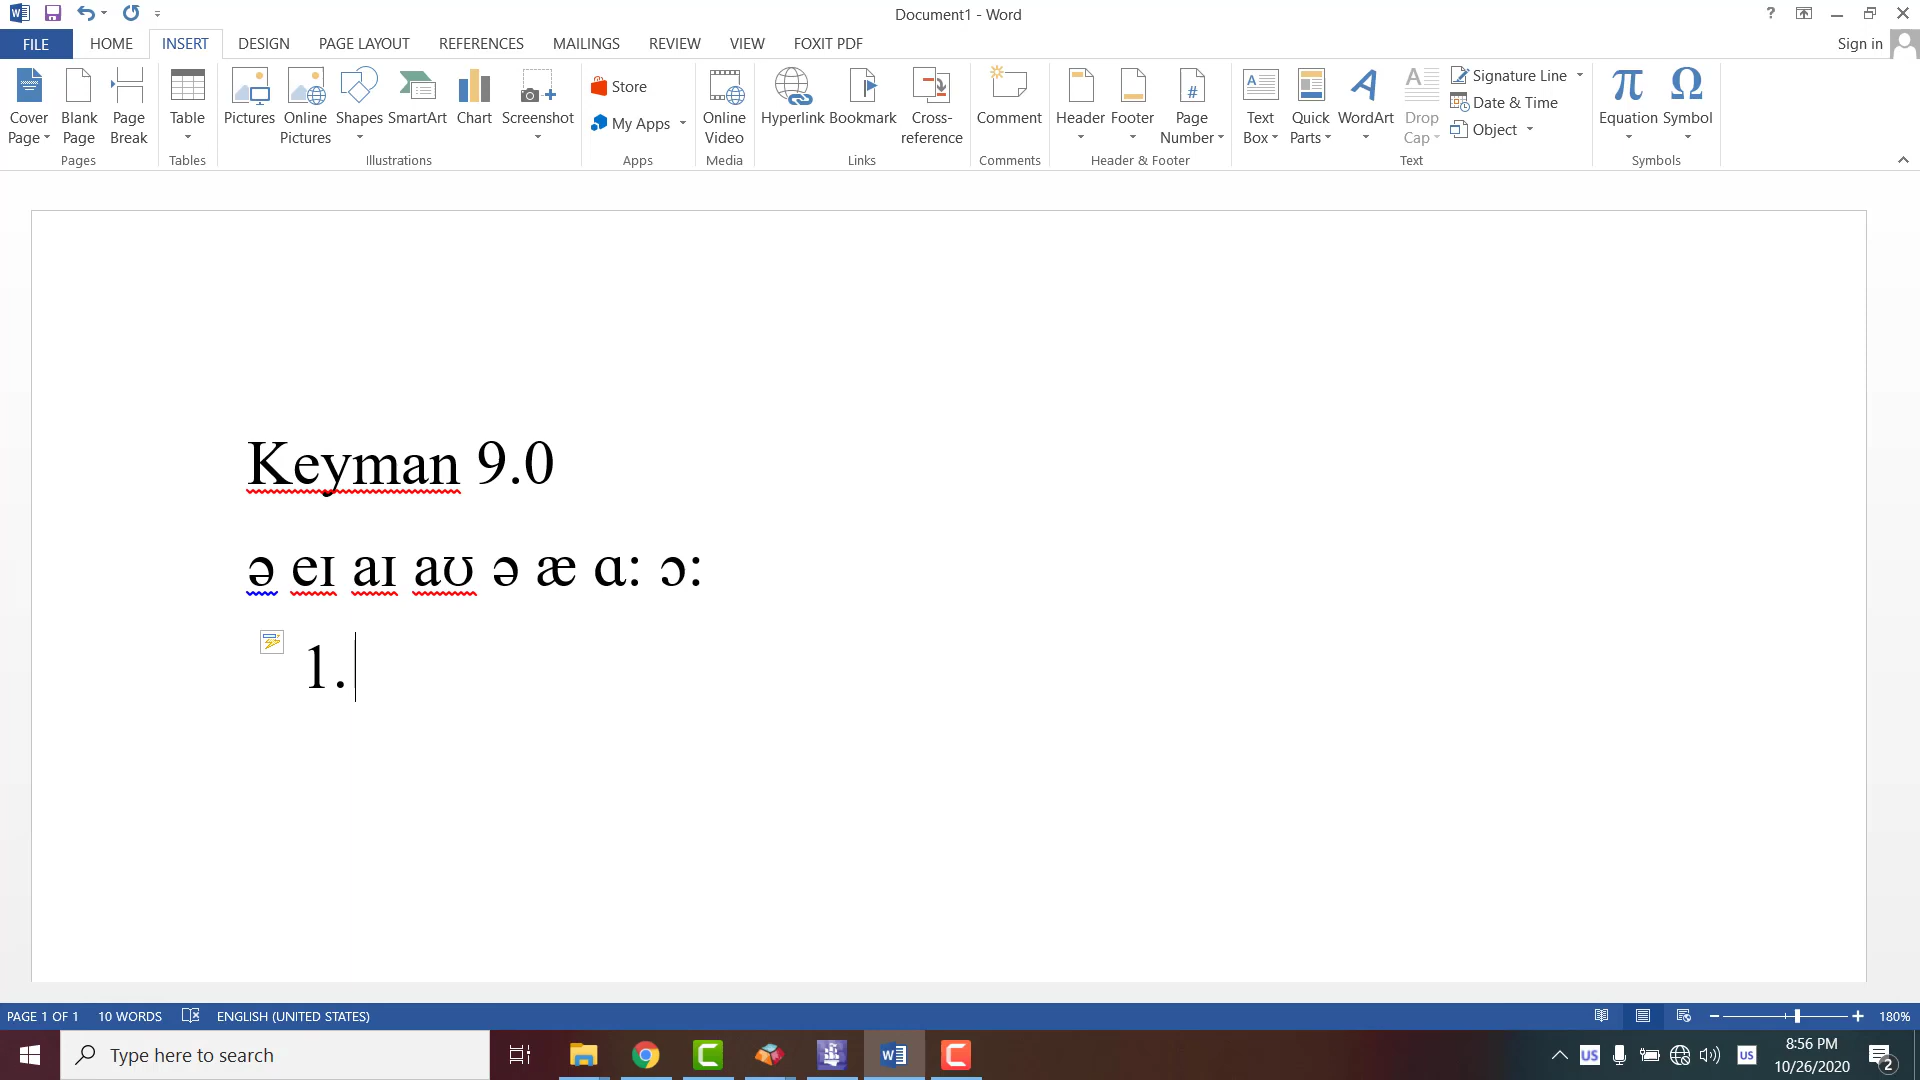 Document1 - Word
FILE HOME INSERT DESIGN PAGE LAYOUT REFERENCES MAILINGS REVIEW VIEW FOXIT PDF Sign in
Cover Page Blank Page Page Break Table Pictures Online Pictures Shapes SmartArt Chart Screenshot Store My Apps Online Video Hyperlink Bookmark Cross-reference Comment Header Footer Page Number Text Box Quick Parts WordArt Drop Cap Signature Line Date & Time Object Equation Symbol
Pages Tables Illustrations Apps Media Links Comments Header & Footer Text Symbols
Keyman 9.0
ə eɪ aɪ aʊ ə æ ɑ: ɔ:
1.
PAGE 1 OF 1 10 WORDS ENGLISH (UNITED STATES) 180%
Type here to search US US 8:56 PM
10/26/2020 2